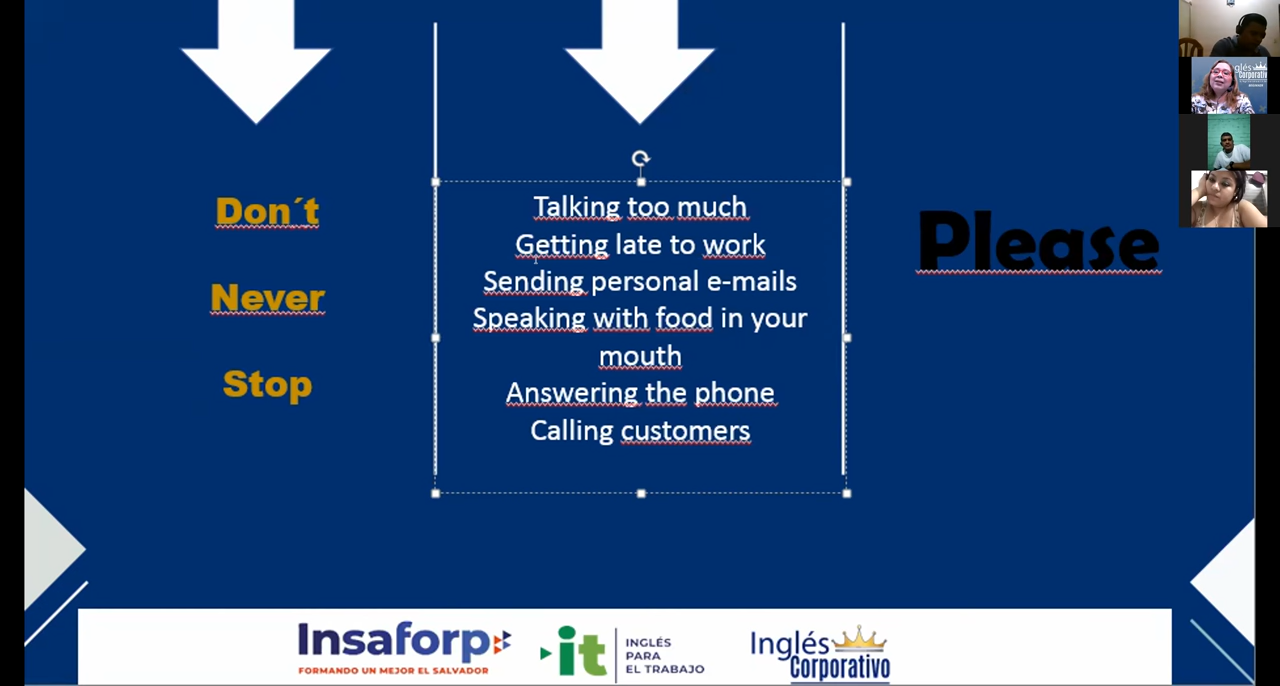 Don´t
Never
Stop
Talking too much
Getting late to work
Sending personal e-mails
Speaking with food in your
mouth
Answering the phone
Calling customers
Please
glés
Corporativo
Insaforp
FORMANDO UN MEJOR EL SALVADOR
it
INGLÉS
PARA
EL TRABAJO
Inglés
Corporativo